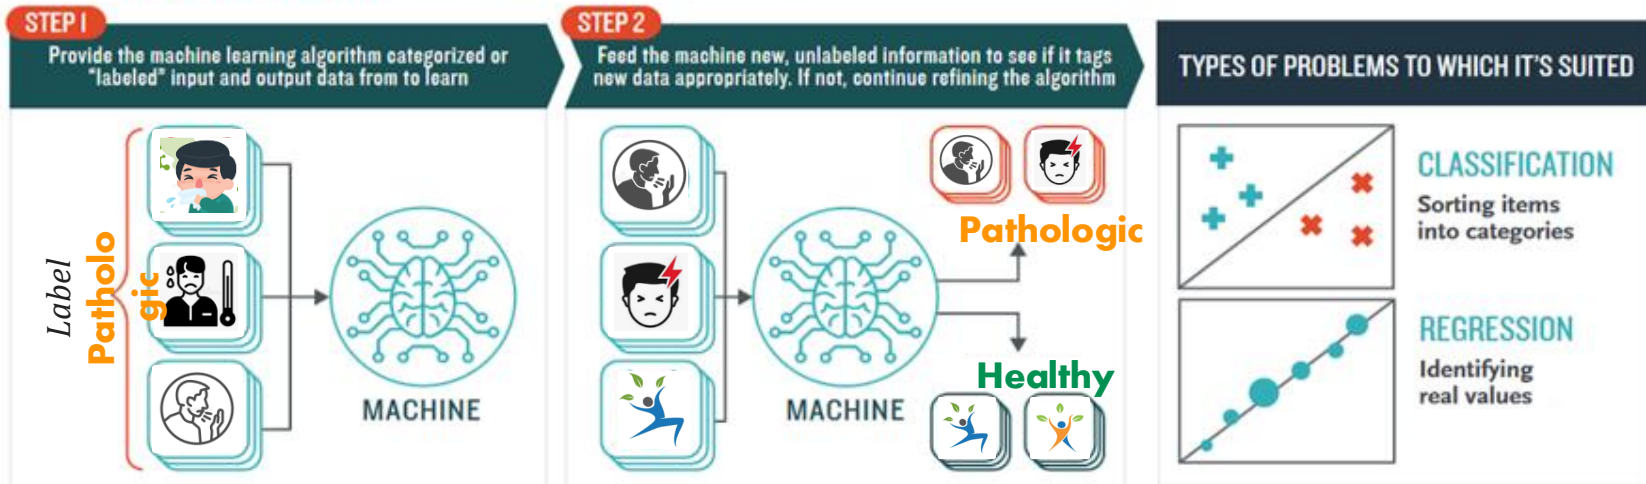 STEP 1
Provide the machine learning algorithm categorized or
"labeled" input and output data from to learn
Label
Patholo
gic
MACHINE
STEP 2
Feed the machine new, unlabeled information to see if it tags
new data appropriately. If not, continue refining the algorithm
MACHINE
Pathologic
Healthy
TYPES OF PROBLEMS TO WHICH IT'S SUITED
CLASSIFICATION
Sorting items
into categories
REGRESSION
Identifying
real values